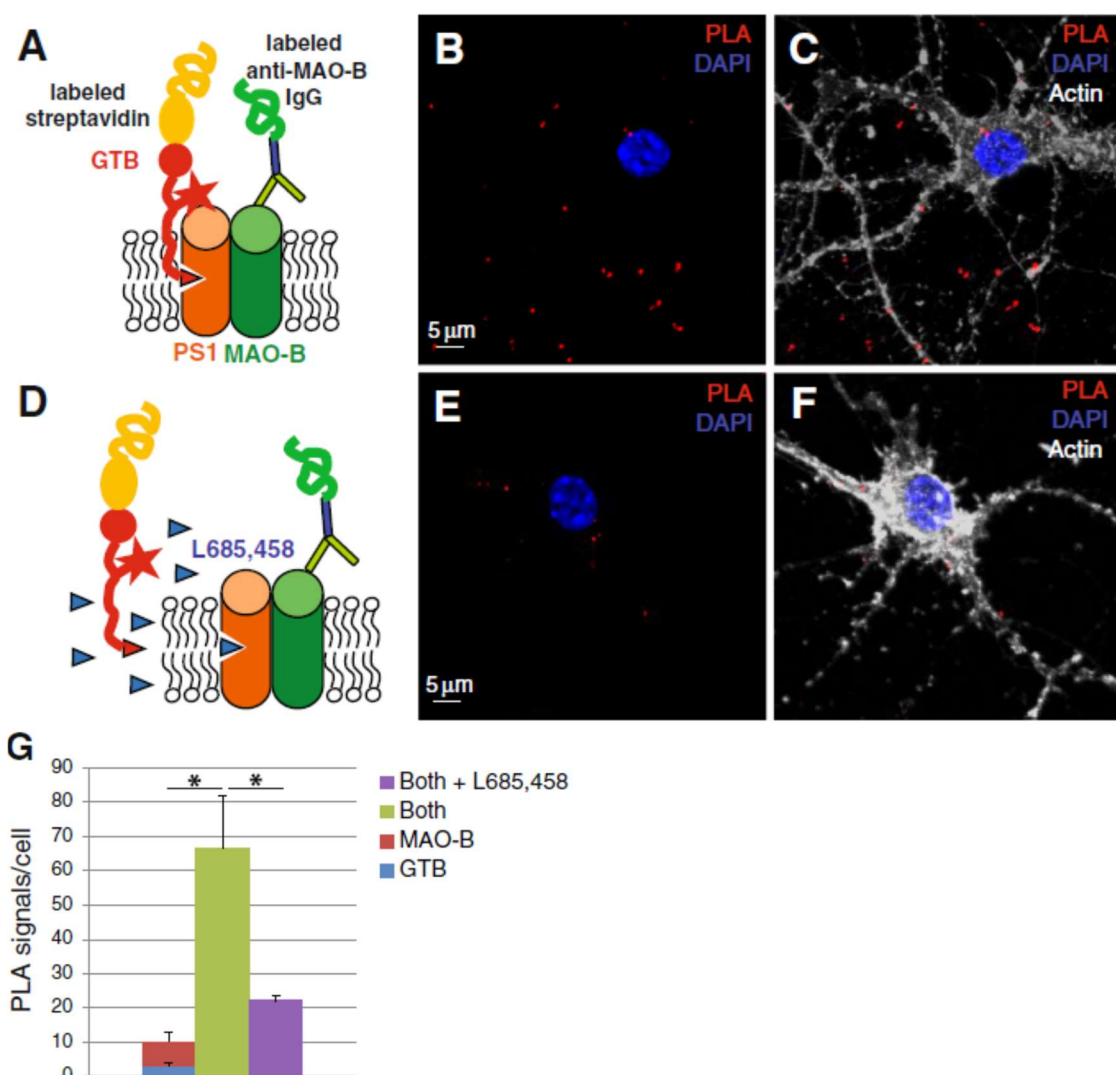 A
labeled
streptavidin
labeled
anti-MAO-B
IgG
GTB
PS1 MAO-B
B
PLA
DAPI
5 µm
C
PLA
DAPI
Actin
D
L685,458
E
PLA
DAPI
5 µm
F
PLA
DAPI
Actin
G
PLA signals/cell
90
80
70
60
50
40
30
20
10
0
* *
Both + L685,458
Both
MAO-B
GTB